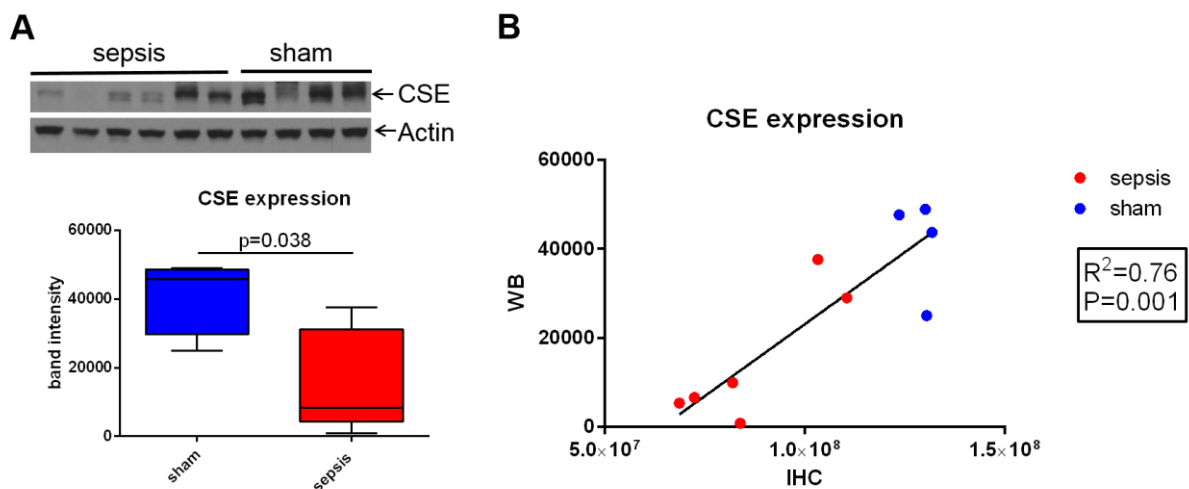 A
sepsis sham
CSE
Actin
CSE expression
p=0.038
60000
40000
20000
0
band intensity
sham
sepsis
B
CSE expression
60000
40000
20000
0
WB
5.0×10⁷ 1.0×10⁸ 1.5×10⁸
IHC
sepsis
sham
R²=0.76
P=0.001